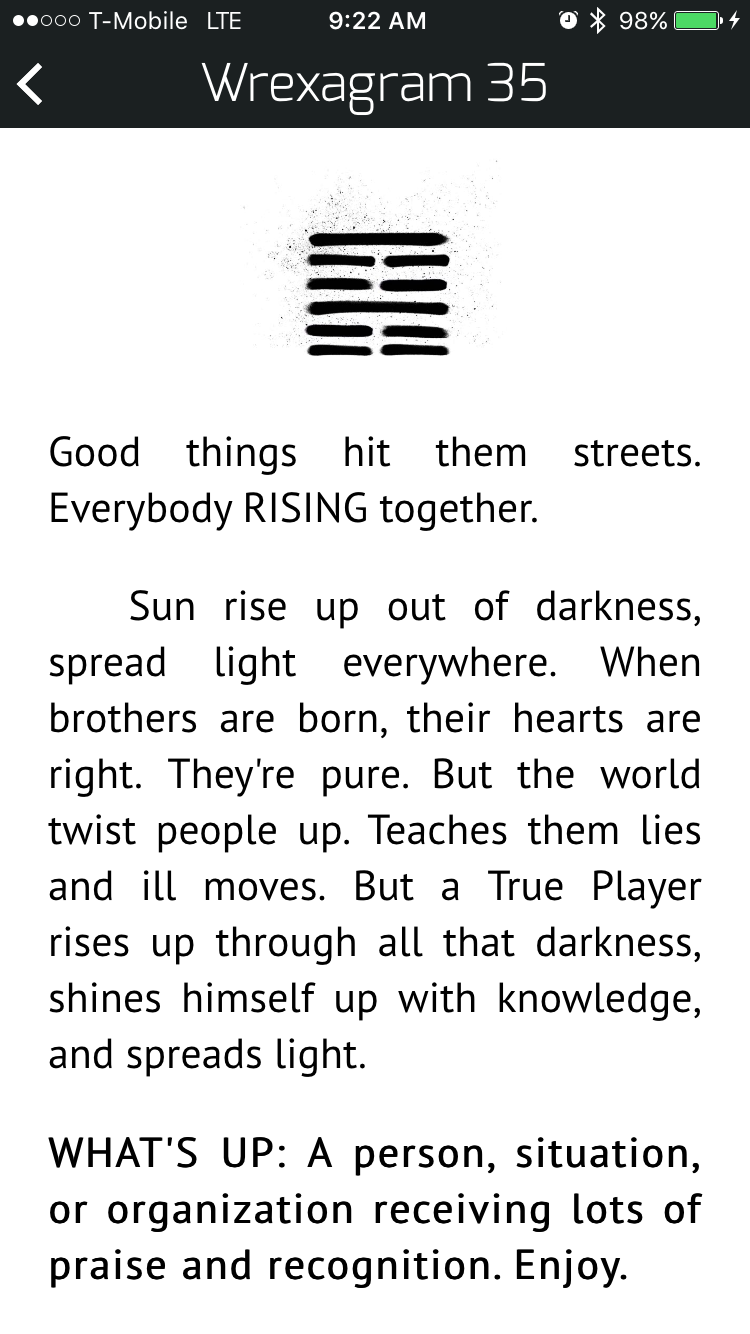 T-Mobile LTE 9:22 AM 98%
Wrexagram 35
Good things hit them streets.
Everybody RISING together.
Sun rise up out of darkness,
spread light everywhere. When
brothers are born, their hearts are
right. They're pure. But the world
twist people up. Teaches them lies
and ill moves. But a True Player
rises up through all that darkness,
shines himself up with knowledge,
and spreads light.
WHAT'S UP: A person, situation,
or organization receiving lots of
praise and recognition. Enjoy.